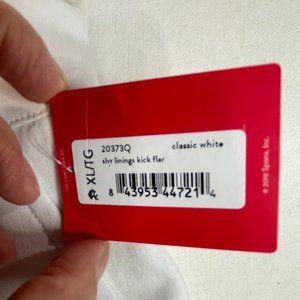 XL/TG
20373Q classic white
slvr linings kick flar
8 43953 44721 4
© 2019 Spanx, Inc.